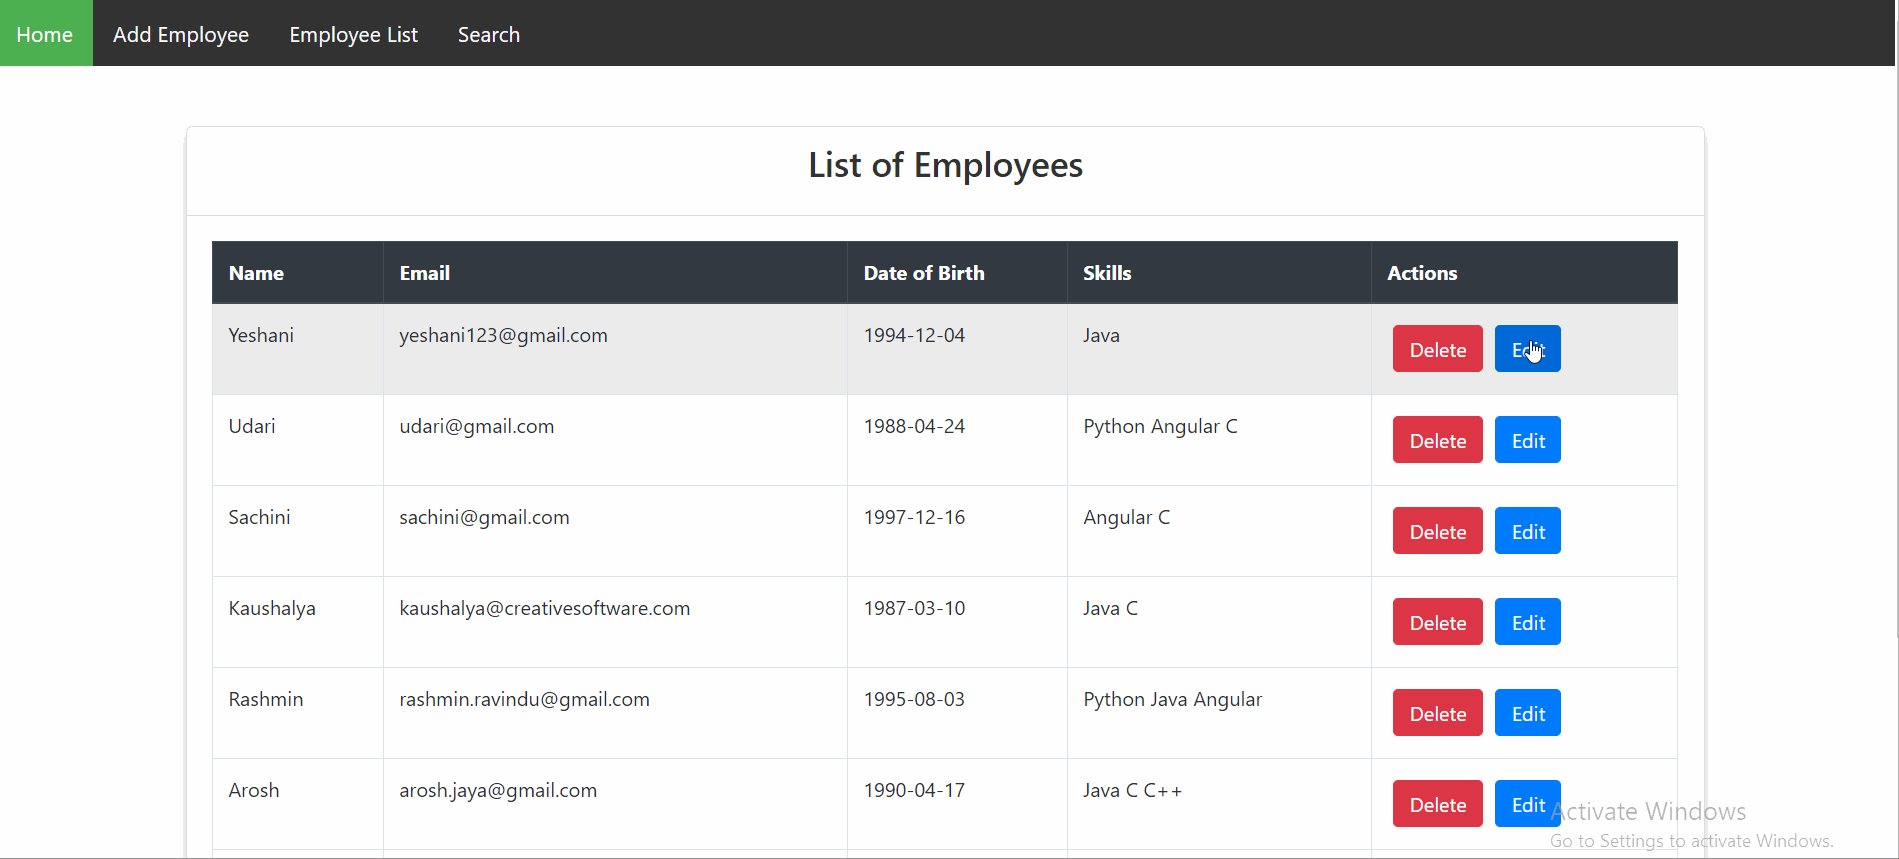 Home Add Employee Employee List Search
List of Employees
Name Email Date of Birth Skills Actions
Yeshani yeshani123@gmail.com 1994-12-04 Java Delete Edit
Udari udari@gmail.com 1988-04-24 Python Angular C Delete Edit
Sachini sachini@gmail.com 1997-12-16 Angular C Delete Edit
Kaushalya kaushalya@creativesoftware.com 1987-03-10 Java C Delete Edit
Rashmin rashmin.ravindu@gmail.com 1995-08-03 Python Java Angular Delete Edit
Arosh arosh.jaya@gmail.com 1990-04-17 Java C C++ Delete Edit
Activate Windows
Go to Settings to activate Windows.